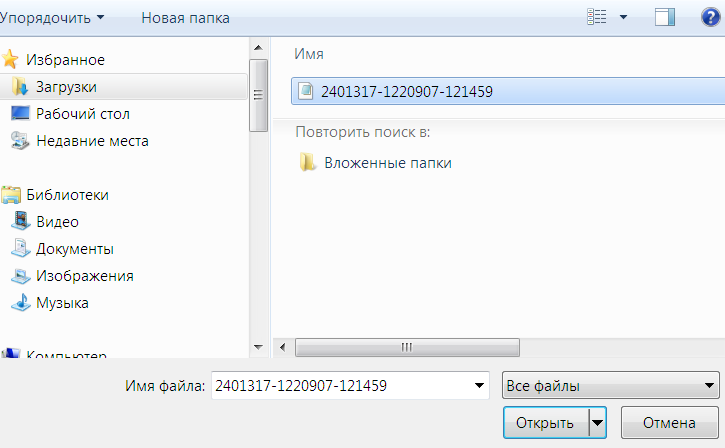 Упорядочить Новая папка
Избранное
Загрузки
Рабочий стол
Недавние места
Библиотеки
Видео
Документы
Изображения
Музыка
Компьютер
Имя
2401317-1220907-121459
Повторить поиск в:
Вложенные папки
Имя файла: 2401317-1220907-121459 Все файлы
Открыть Отмена